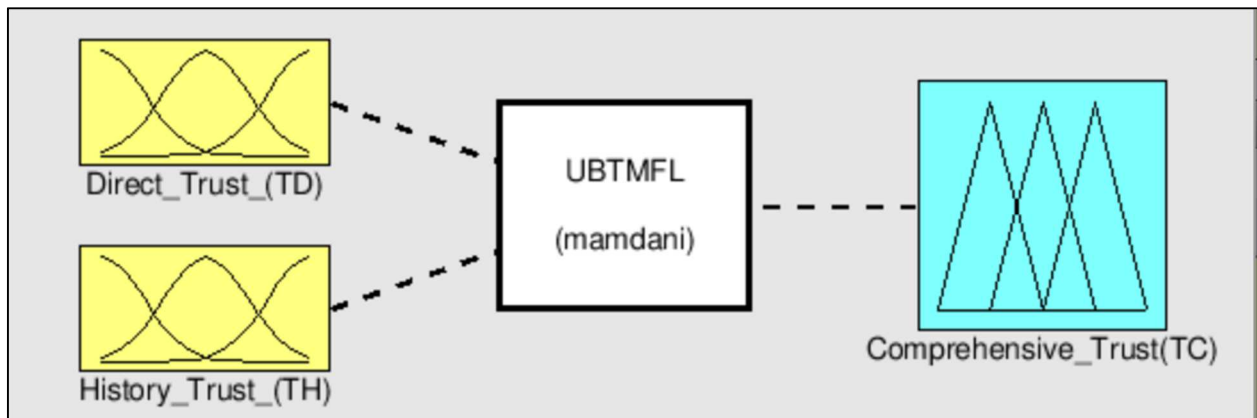 Direct_Trust_(TD)
UBTMFL
(mamdani)
History_Trust_(TH)
Comprehensive_Trust(TC)